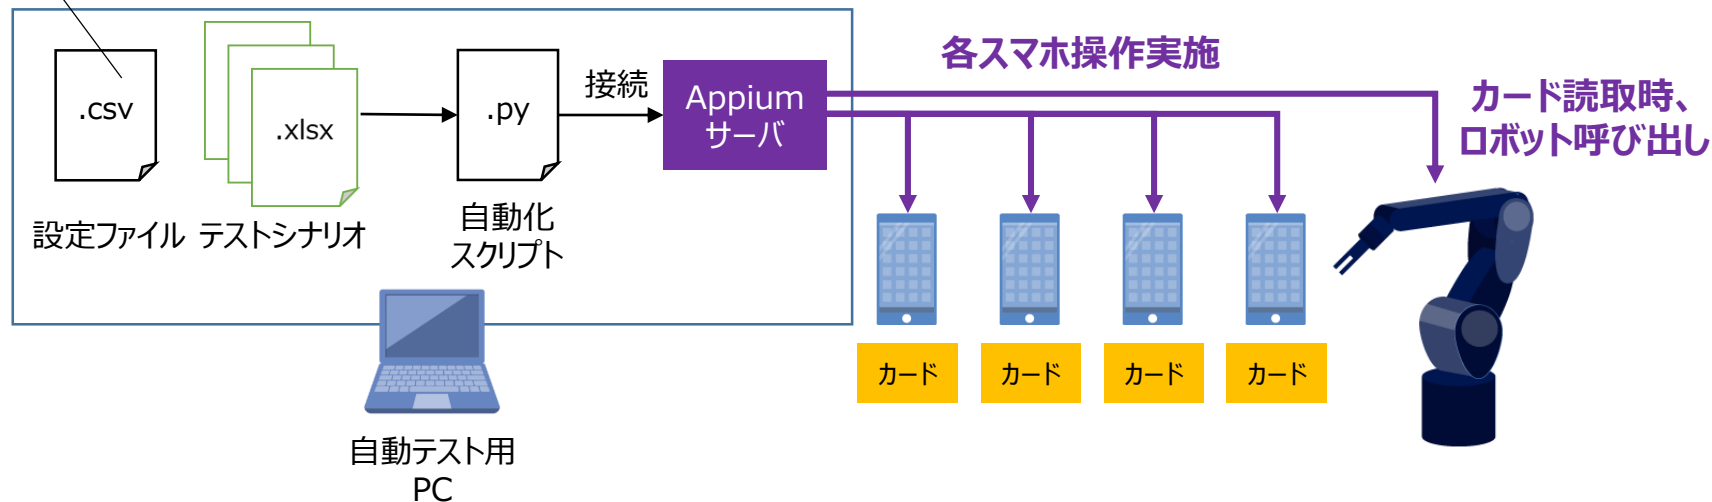 .csv
設定ファイル
.xlsx
テストシナリオ
.py
自動化
スクリプト
接続
Appium
サーバ
各スマホ操作実施
カード読取時、
ロボット呼び出し
カード
カード
カード
カード
自動テスト用
PC